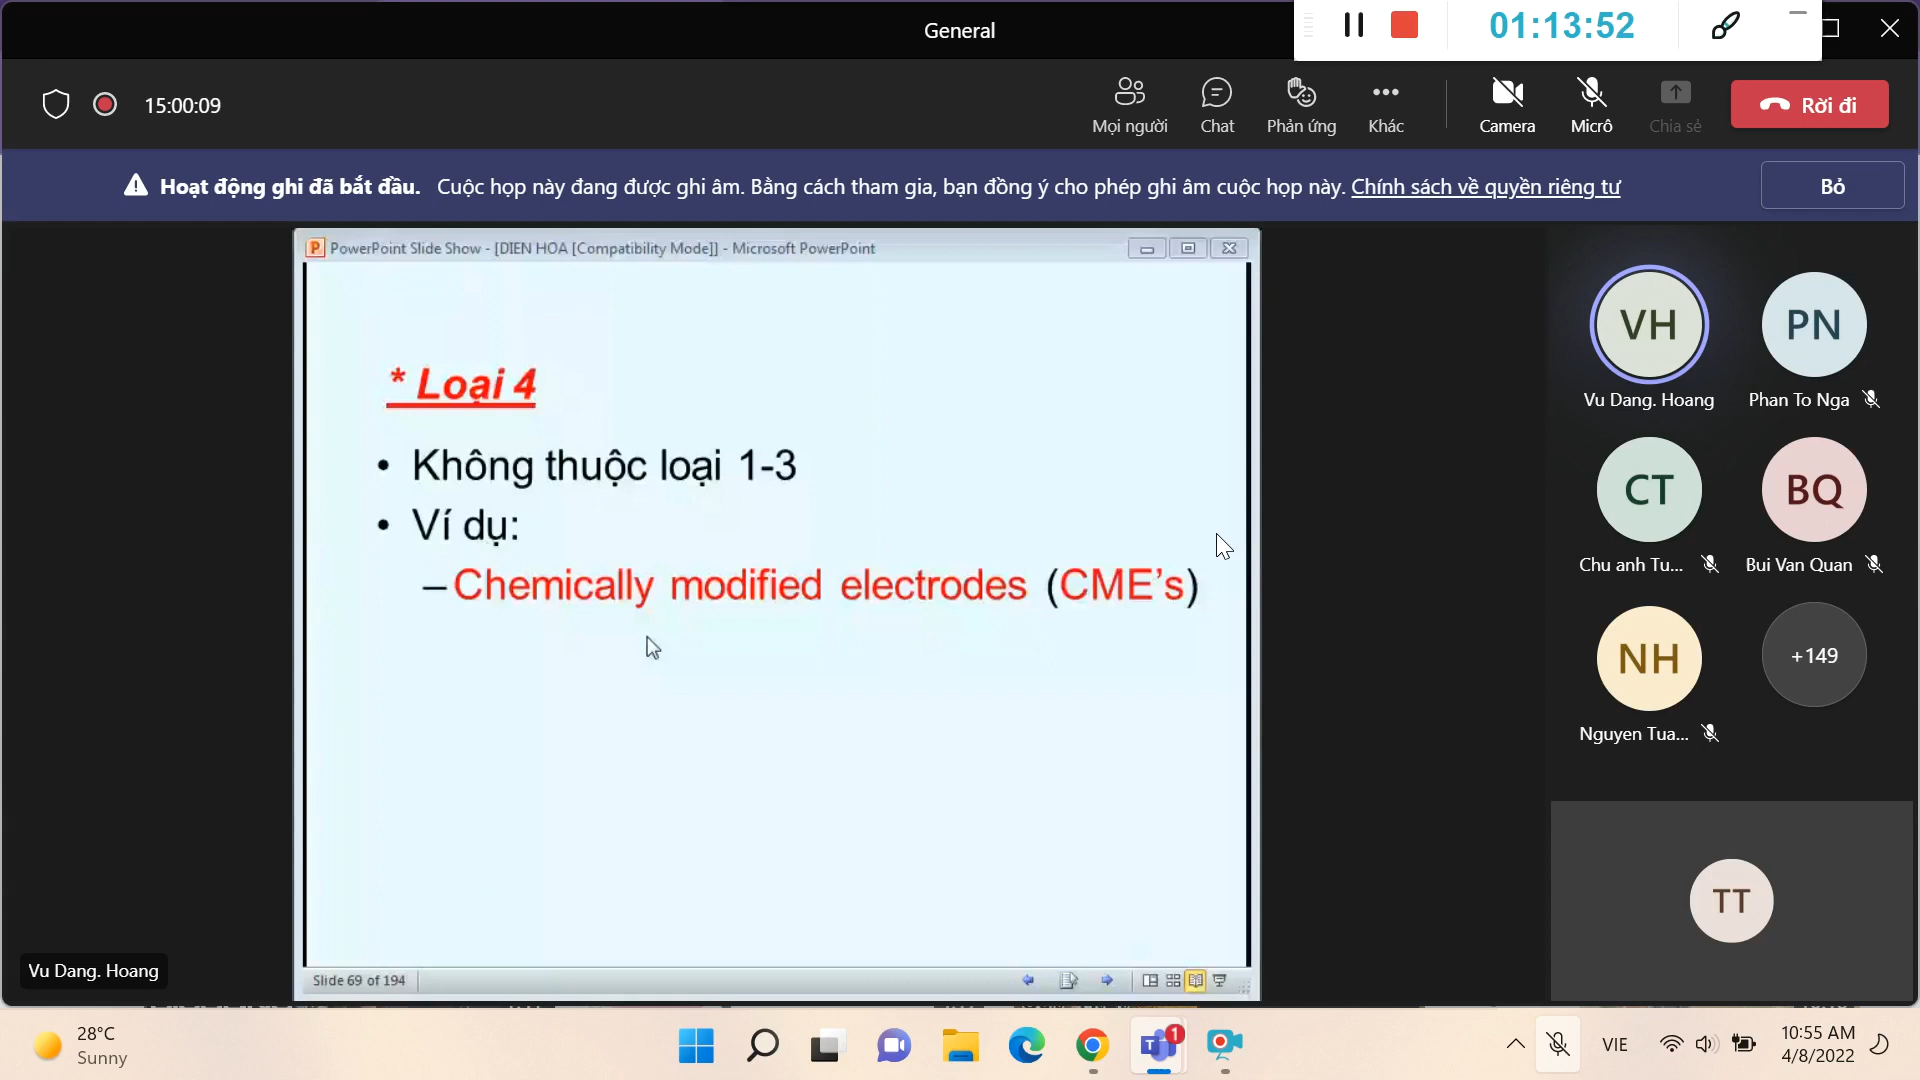 General
01:13:52
15:00:09
Mọi người
Chat
Phản ứng
Khác
Camera
Micrô
Chia sẻ
Rời đi
Hoạt động ghi đã bắt đầu. Cuộc họp này đang được ghi âm. Bằng cách tham gia, bạn đồng ý cho phép ghi âm cuộc họp này. Chính sách về quyền riêng tư
Bỏ
PowerPoint Slide Show - [DIEN HOA [Compatibility Mode]] - Microsoft PowerPoint
* Loại 4
• Không thuộc loại 1-3
• Ví dụ:
– Chemically modified electrodes (CME's)
Slide 69 of 194
Vu Dang. Hoang
VH
Vu Dang. Hoang
PN
Phan To Nga
CT
Chu anh Tu...
BQ
Bui Van Quan
NH
Nguyen Tua...
+149
TT
28°C
Sunny
1
VIE
10:55 AM
4/8/2022